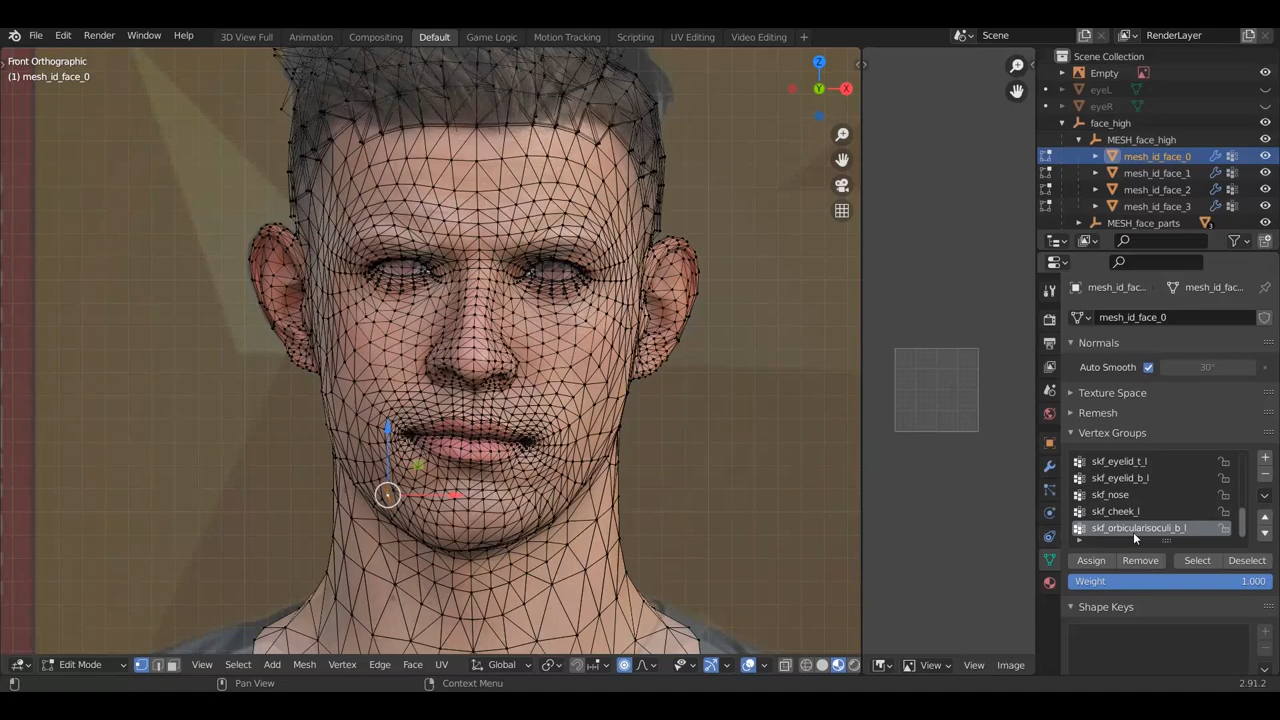 File Edit Render Window Help
3D View Full Animation Compositing Default Game Logic Motion Tracking Scripting UV Editing Video Editing +
Scene
RenderLayer
Front Orthographic
(1) mesh_id_face_0
Z
Y
X
Scene Collection
Empty
eyeL
eyeR
face_high
MESH_face_high
mesh_id_face_0
mesh_id_face_1
mesh_id_face_2
mesh_id_face_3
MESH_face_parts
3
mesh_id_fac...
mesh_id_fac...
mesh_id_face_0
Normals
Auto Smooth
30°
Texture Space
Remesh
Vertex Groups
skf_eyelid_t_l
skf_eyelid_b_l
skf_nose
skf_cheek_l
skf_orbicularisoculi_b_l
Assign Remove Select Deselect
Weight 1.000
Shape Keys
Edit Mode View Select Add Mesh Vertex Edge Face UV Global
View View Image
Pan View
Context Menu
2.91.2